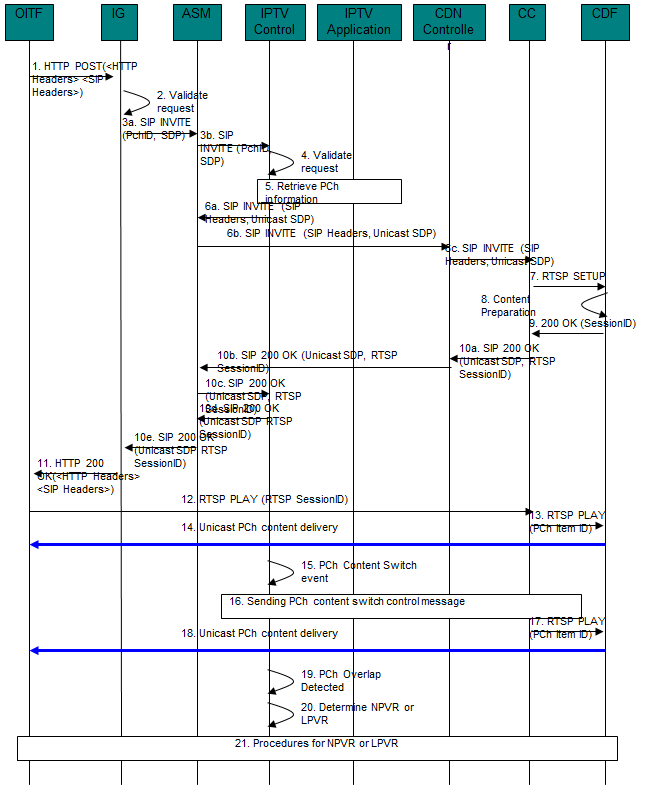 OITF
IG
ASM
IPTV
Control
IPTV
Application
CDN
Controlle
r
CC
CDF
1. HTTP POST(<HTTP
Headers> <SIP
Headers>)
2. Validate
request
3a. SIP INVITE
(PchID, SDP)
3b. SIP
INVITE (PchID,
SDP)
4. Validate
request
5. Retrieve PCh
information
6a. SIP INVITE (SIP
Headers, Unicast SDP)
6b. SIP INVITE (SIP Headers, Unicast SDP)
6c. SIP INVITE (SIP
Headers, Unicast SDP)
7. RTSP SETUP
8. Content
Preparation
9. 200 OK (SessionID)
10a. SIP 200 OK
(Unicast SDP, RTSP
SessionID)
10b. SIP 200 OK (Unicast SDP, RTSP
SessionID)
10c. SIP 200 OK
(Unicast SDP, RTSP
SessionID)
10d. SIP 200 OK
(Unicast SDP RTSP
SessionID)
10e. SIP 200 OK
(Unicast SDP RTSP
SessionID)
11. HTTP 200
OK(<HTTP Headers>
<SIP Headers>)
12. RTSP PLAY (RTSP SessionID)
13. RTSP PLAY
(PCh Item ID)
14. Unicast PCh content delivery
15. PCh Content Switch
event
16. Sending PCh content switch control message
17. RTSP PLAY
(PCh Item ID)
18. Unicast PCh content delivery
19. PCh Overlap
Detected
20. Determine NPVR or
LPVR
21. Procedures for NPVR or LPVR